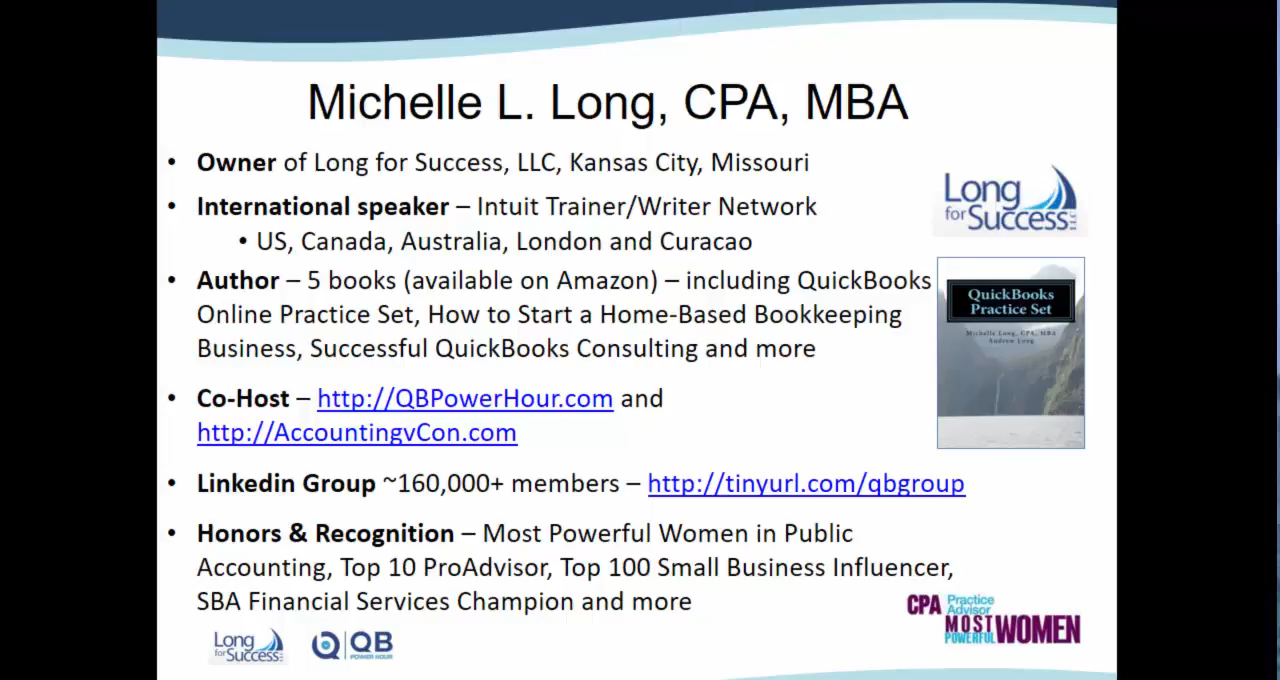 Michelle L. Long, CPA, MBA
• Owner of Long for Success, LLC, Kansas City, Missouri
• International speaker – Intuit Trainer/Writer Network
• US, Canada, Australia, London and Curacao
• Author – 5 books (available on Amazon) – including QuickBooks
Online Practice Set, How to Start a Home-Based Bookkeeping
Business, Successful QuickBooks Consulting and more
• Co-Host – http://QBPowerHour.com and
http://AccountingvCon.com
• Linkedin Group ~160,000+ members – http://tinyurl.com/qbgroup
• Honors & Recognition – Most Powerful Women in Public
Accounting, Top 10 ProAdvisor, Top 100 Small Business Influencer,
SBA Financial Services Champion and more
Long
for Success LLC
QuickBooks
Practice Set
Michelle Long, CPA, MBA
Andrew Long
CPA Practice
Advisor
MOST
POWERFUL WOMEN
Long
for Success LLC
QB
POWER HOUR